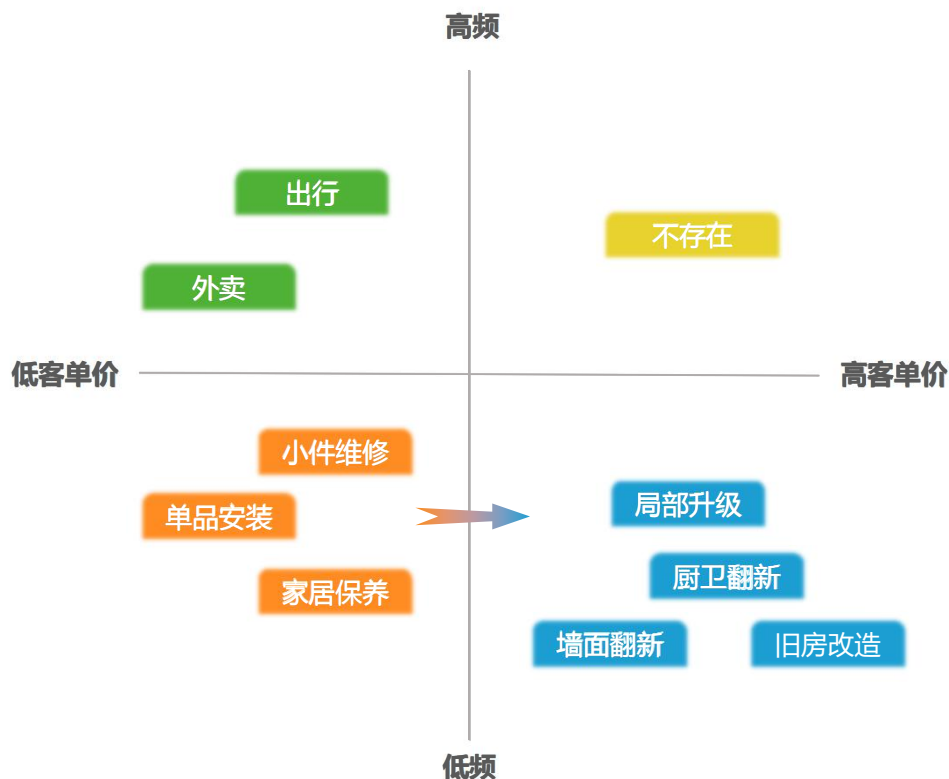 高频
出行
不存在
外卖
低客单价
高客单价
小件维修
局部升级
单品安装
厨卫翻新
家居保养
墙面翻新
旧房改造
低频